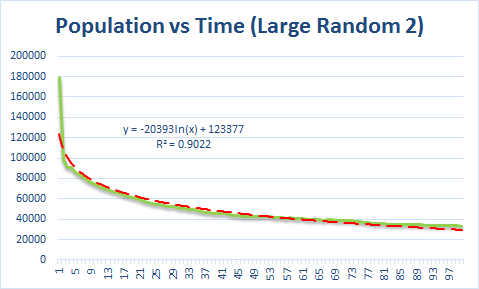 Population vs Time (Large Random 2)
200000
180000
160000
140000
120000
100000
80000
60000
40000
20000
0
y = -20393ln(x) + 123377
R² = 0.9022
1 5 9 13 17 21 25 29 33 37 41 45 49 53 57 61 65 69 73 77 81 85 89 93 97